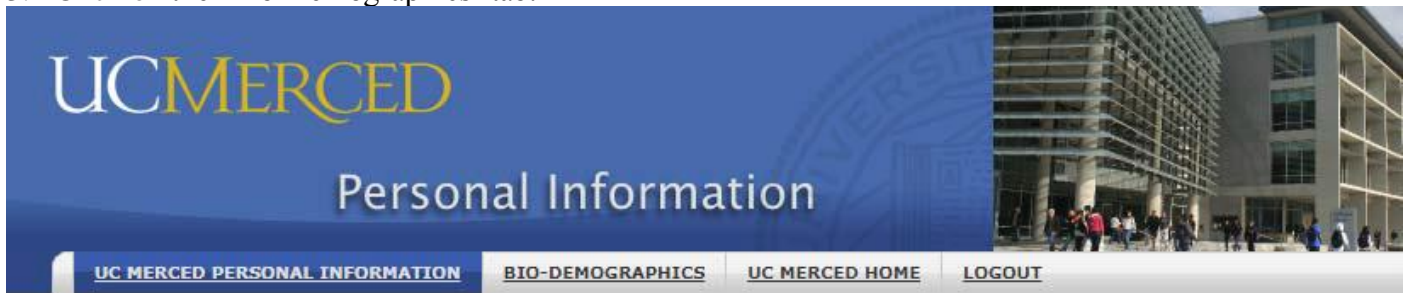 UCMERCED
Personal Information
UC MERCED PERSONAL INFORMATION BIO-DEMOGRAPHICS UC MERCED HOME LOGOUT